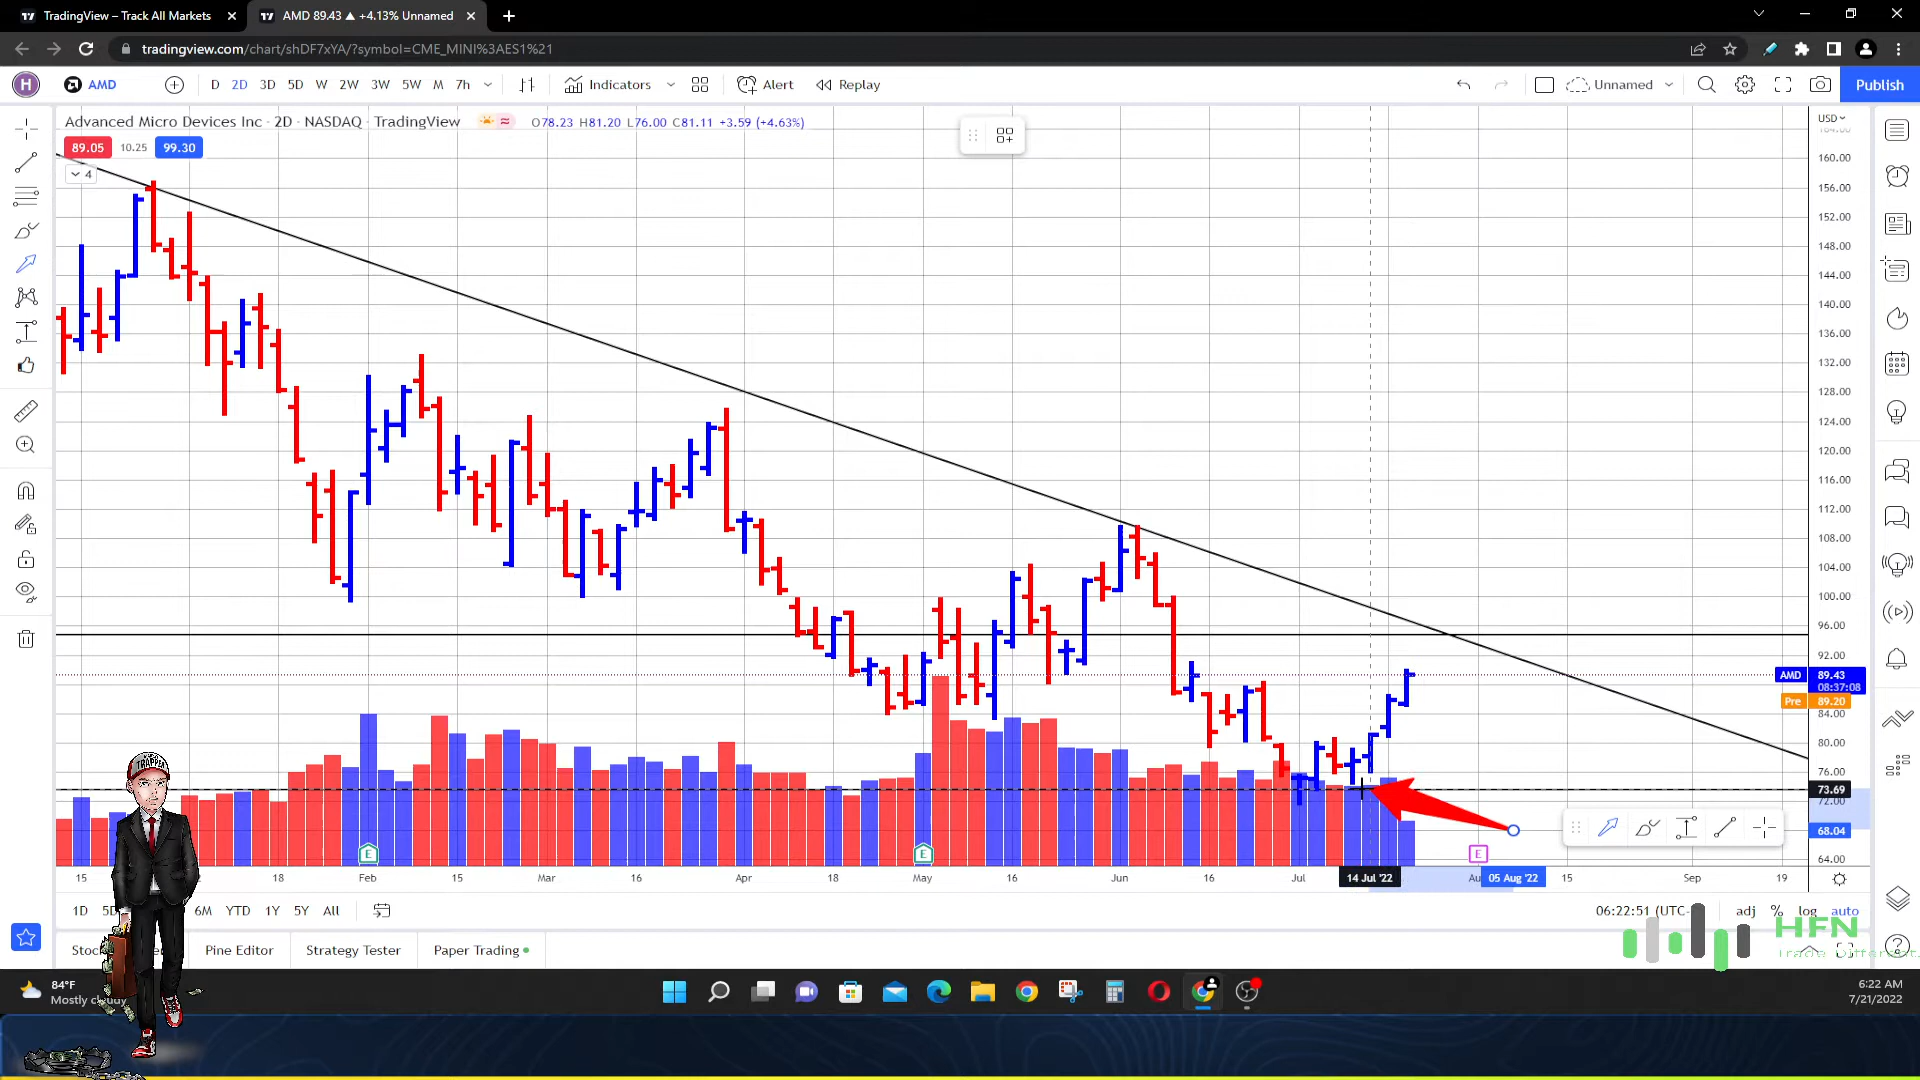 TradingView – Track All Markets
AMD 89.43 ▲ +4.13% Unnamed
tradingview.com/chart/shDF7xYA/?symbol=CME_MINI%3AES1%21
H AMD D 2D 3D 5D W 2W 3W 5W M 7h Indicators Alert Replay Unnamed Publish
Advanced Micro Devices Inc · 2D · NASDAQ · TradingView O78.23 H81.20 L76.00 C81.11 +3.59 (+4.63%)
USD
89.05 10.25 99.30
4
160.00
156.00
152.00
148.00
144.00
140.00
136.00
132.00
128.00
124.00
120.00
116.00
112.00
108.00
104.00
100.00
96.00
92.00
AMD 89.43
08:37:08
Pre 89.20
84.00
80.00
76.00
73.69
72.00
68.04
64.00
TRAPPER
E E E
15 18 Feb 15 Mar 16 Apr 18 May 16 Jun 16 Jul 14 Jul '22 05 Aug '22 15 Sep 19
1D 6M YTD 1Y 5Y All
06:22:51 (UTC- adj % log auto
HFN
Trade Different
Pine Editor Strategy Tester Paper Trading
84°F
Mostly cloudy
6:22 AM
7/21/2022